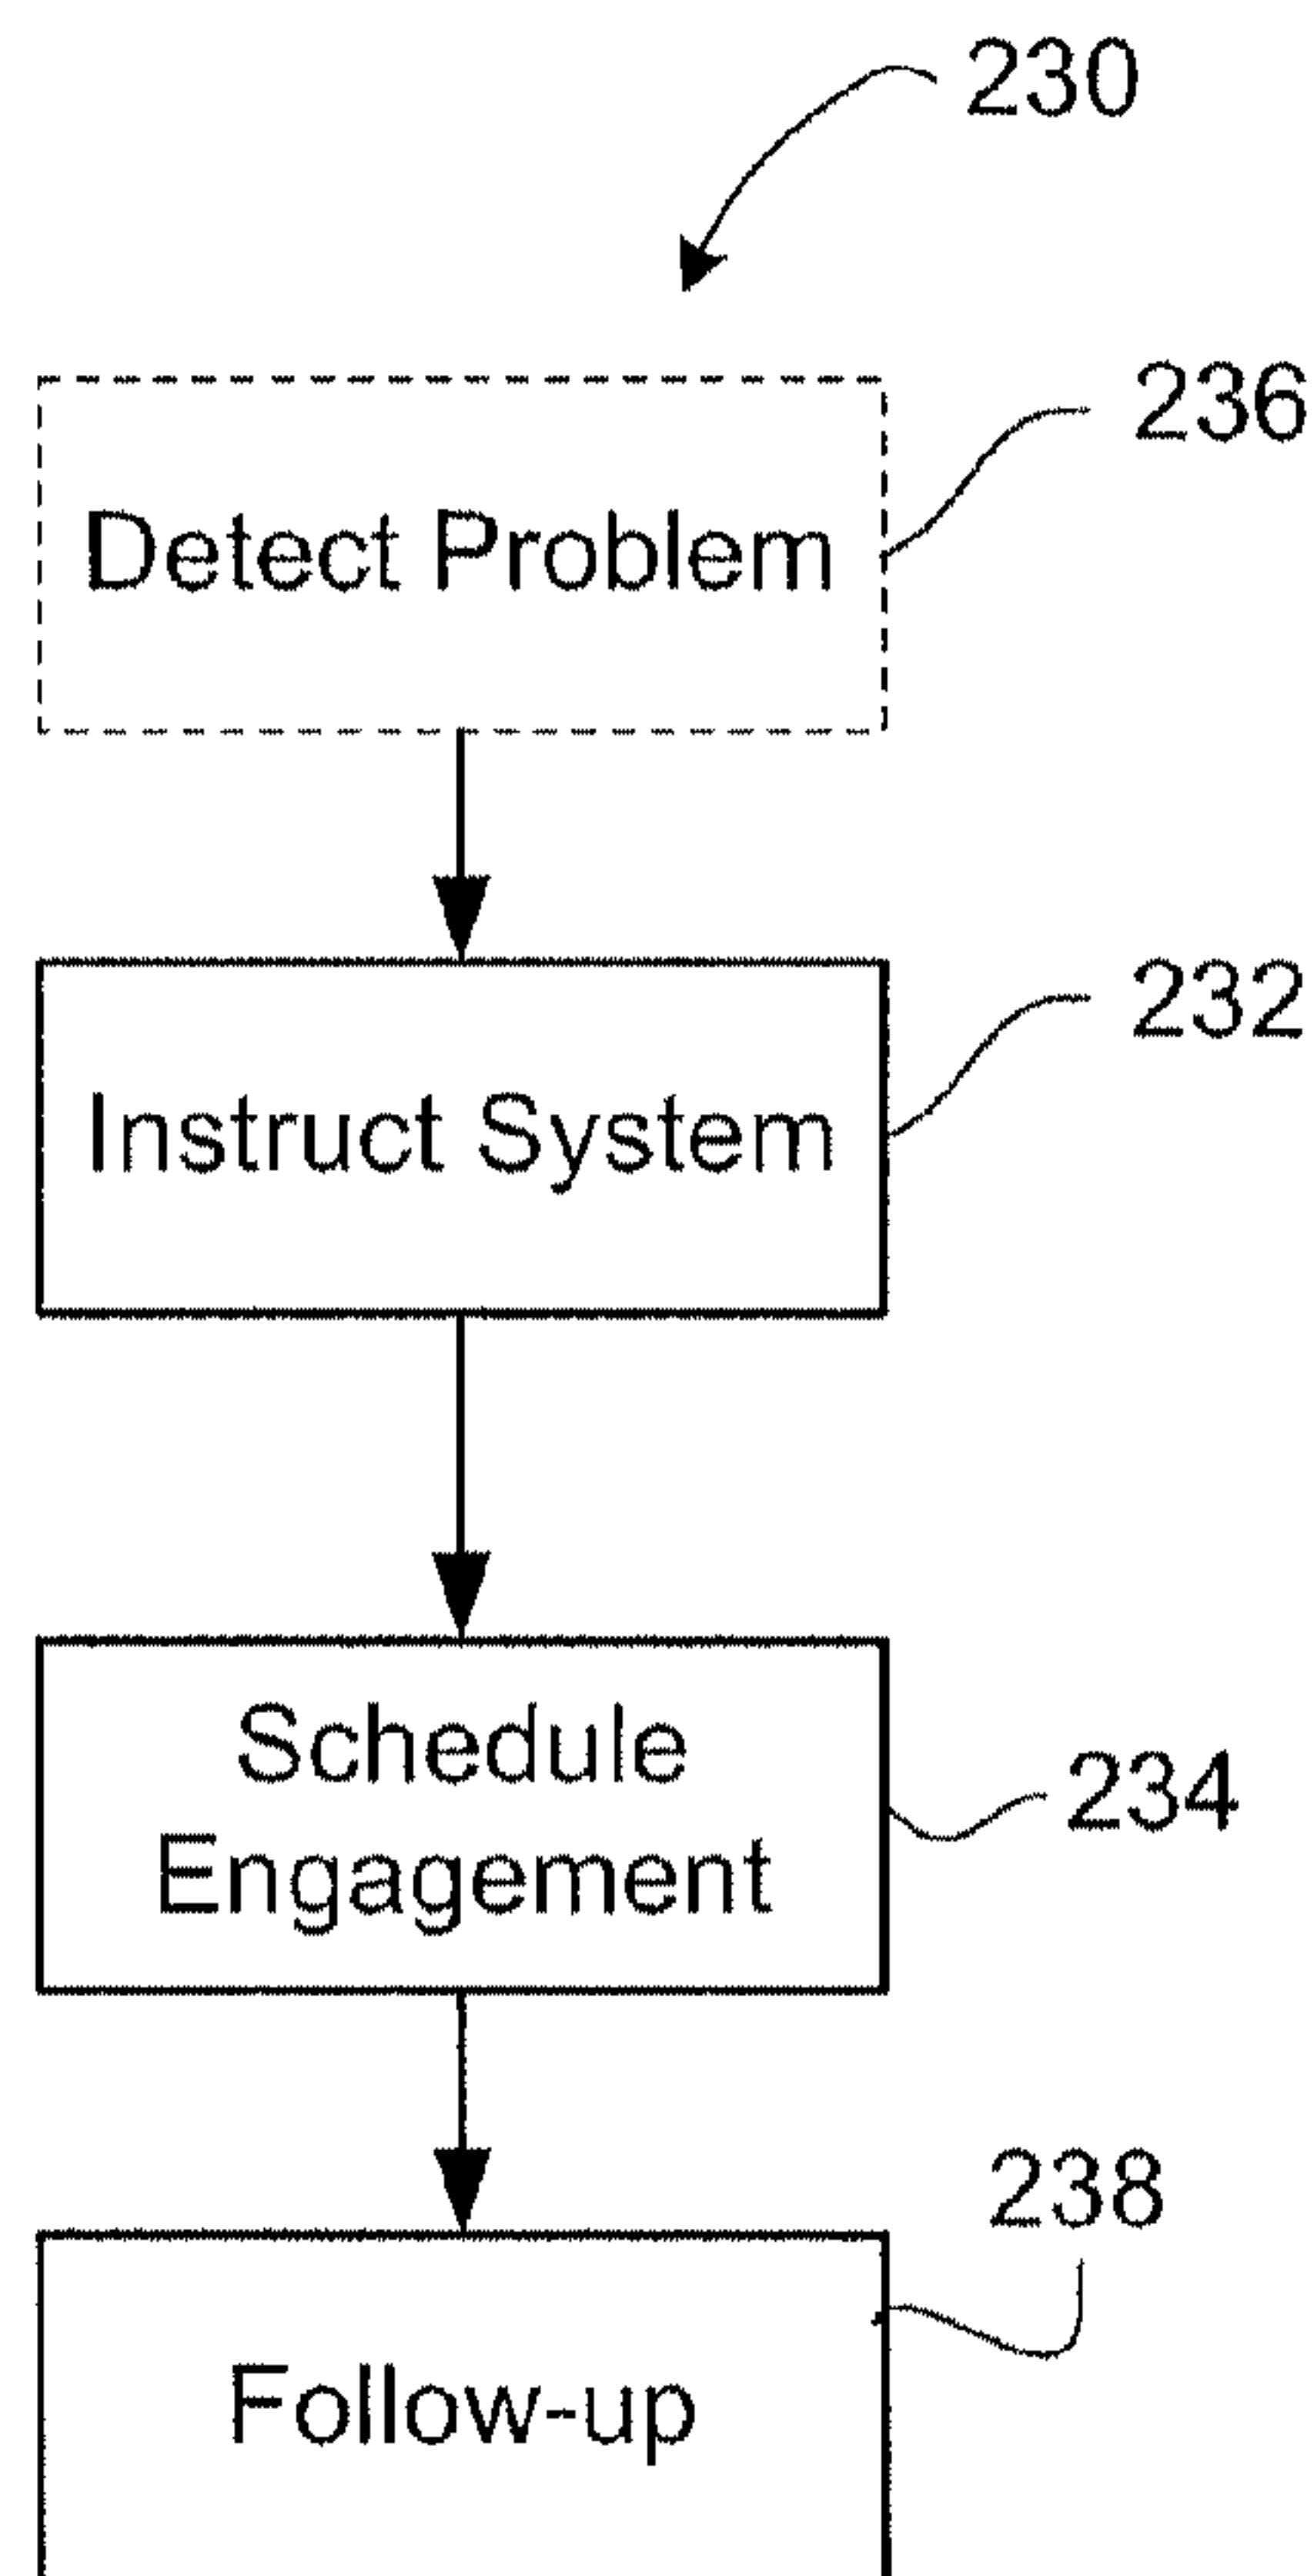 230
236
Detect Problem
232
Instruct System
Schedule
234
Engagement
238
Follow-up